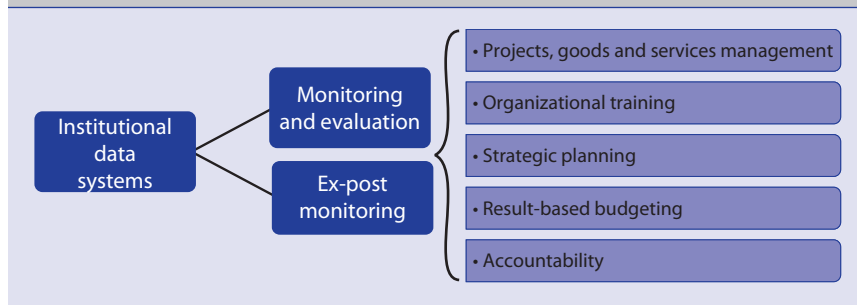 Institutional
data
systems
Monitoring
and evaluation
Ex-post
monitoring
• Projects, goods and services management
• Organizational training
• Strategic planning
• Result-based budgeting
• Accountability